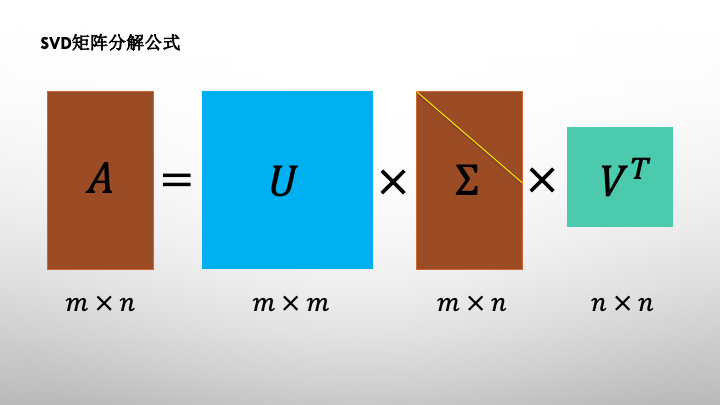 SVD矩阵分解公式
A = U × Σ × V^T
m × n m × m m × n n × n